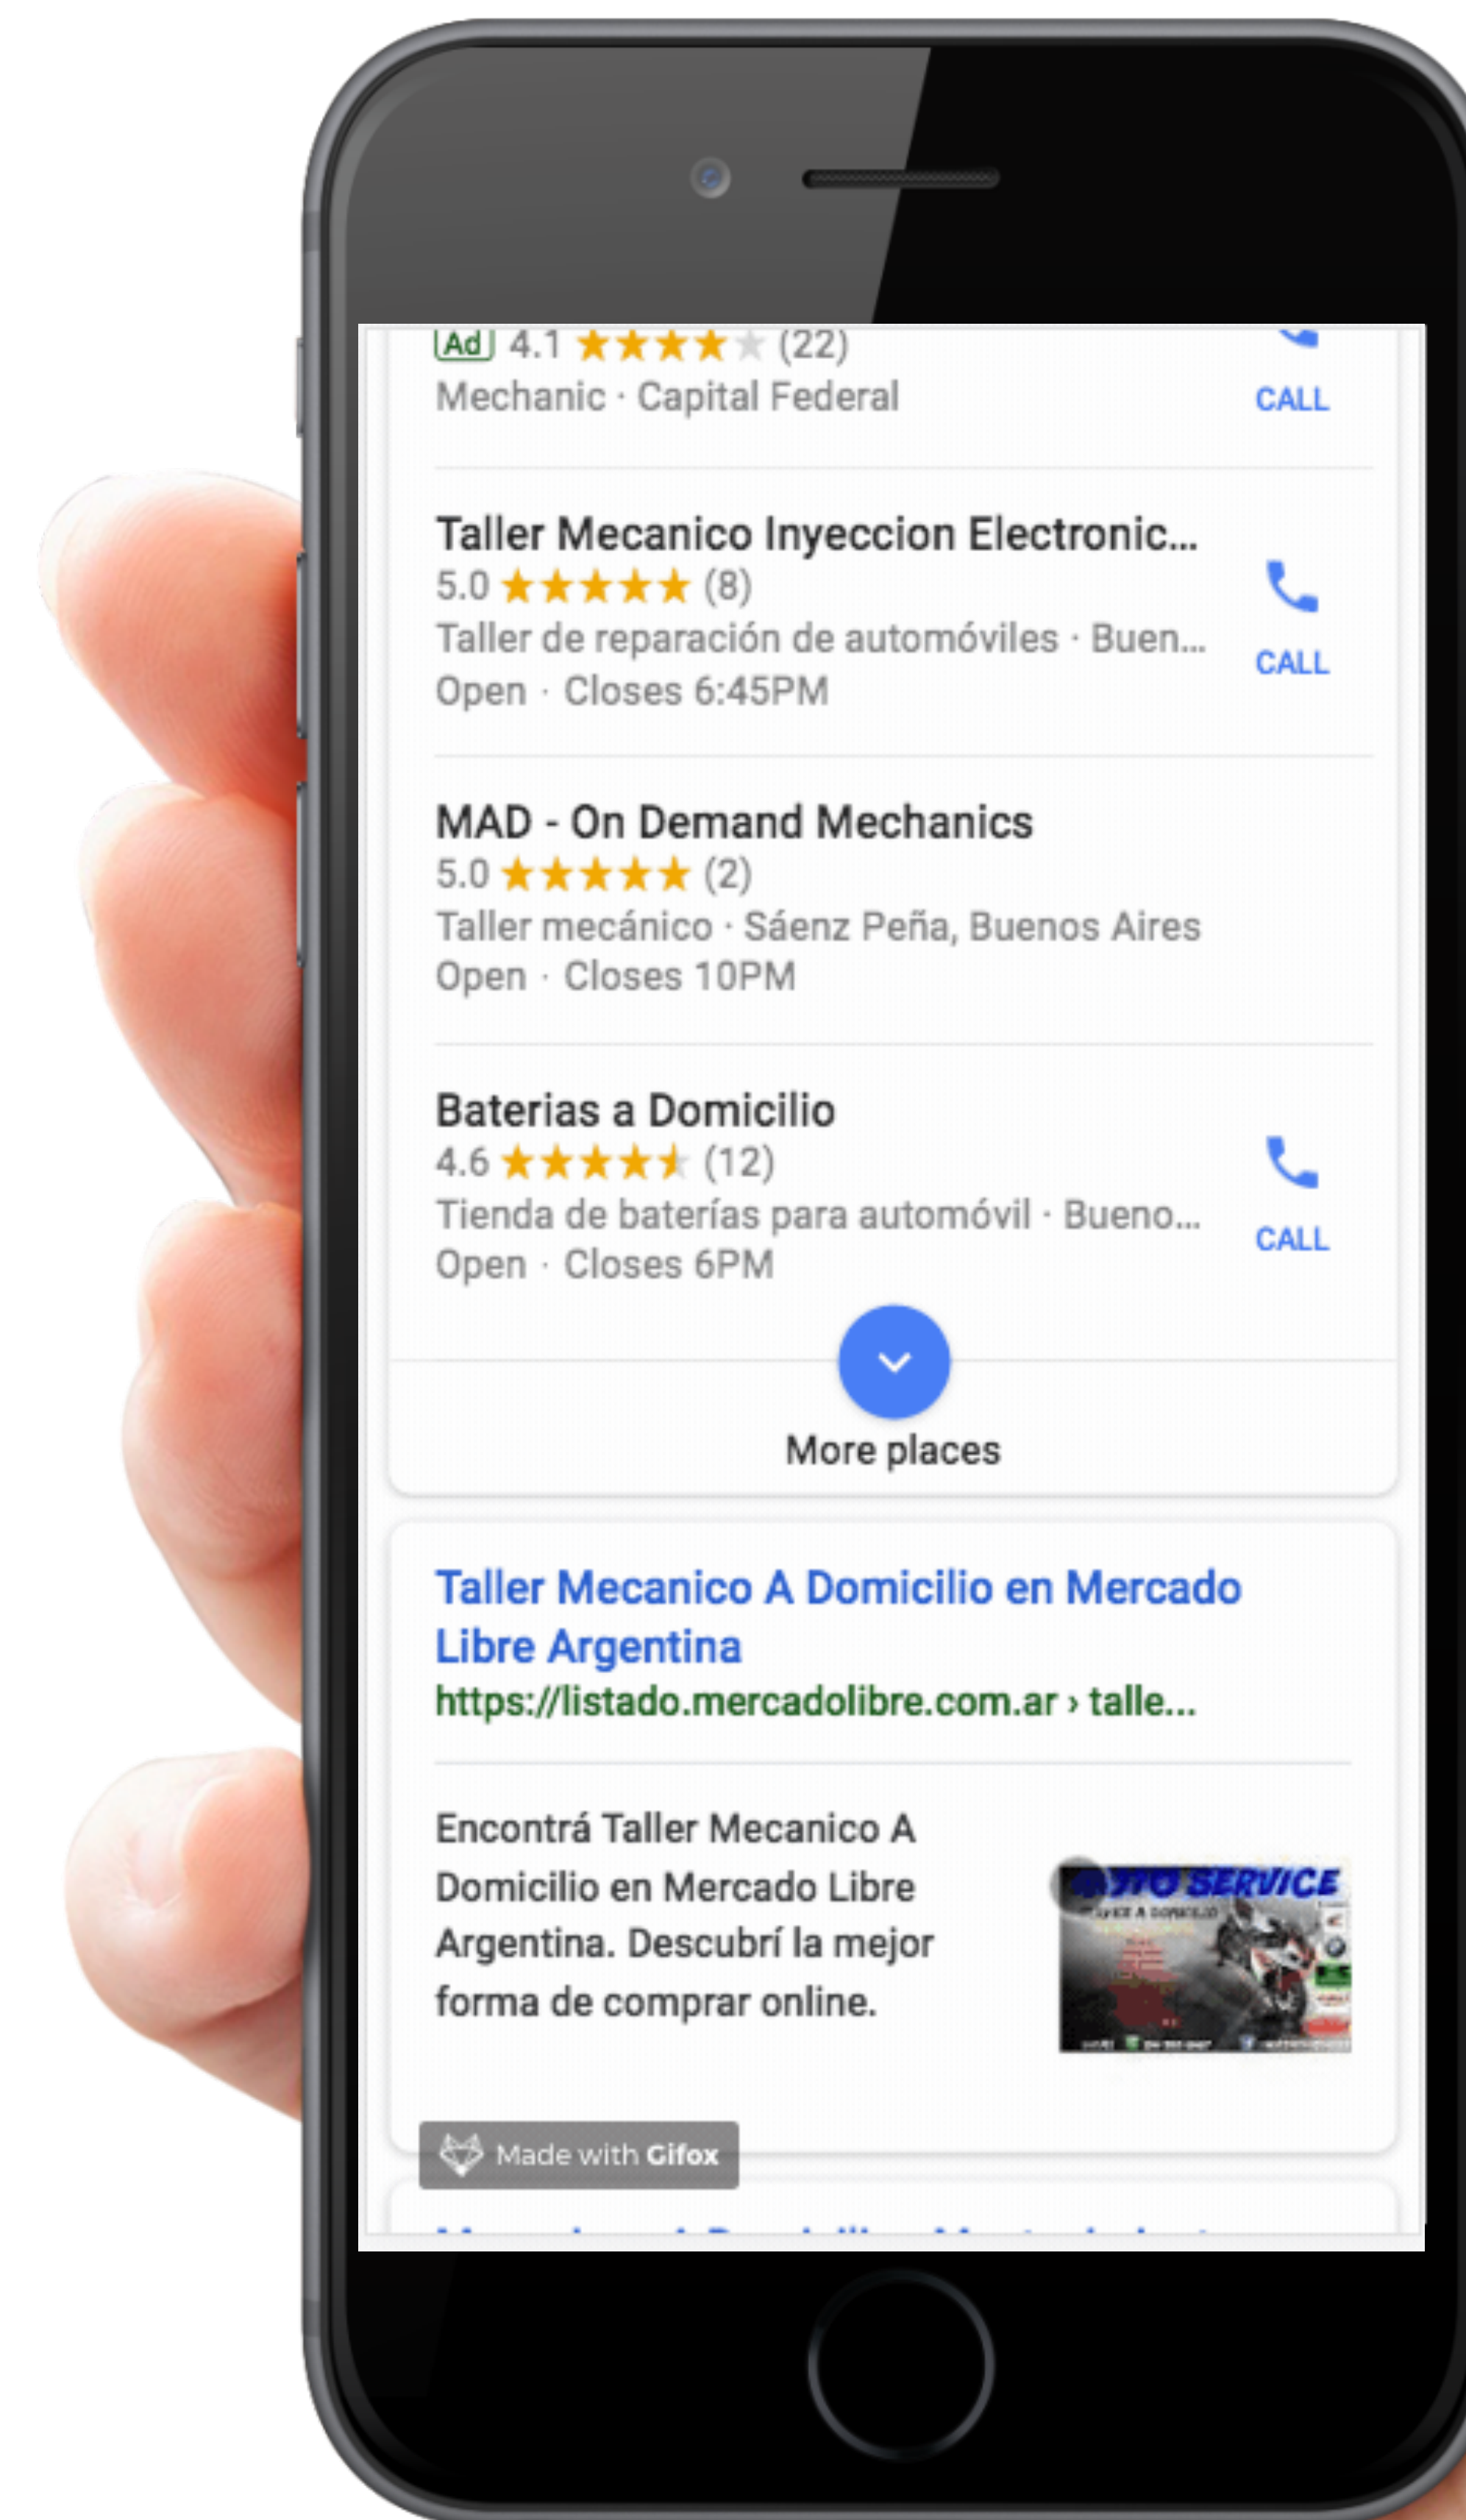 Ad 4.1 (22)
Mechanic · Capital Federal
CALL
Taller Mecanico Inyeccion Electronic...
5.0 (8)
Taller de reparación de automóviles · Buen...
Open · Closes 6:45PM
CALL
MAD - On Demand Mechanics
5.0 (2)
Taller mecánico · Sáenz Peña, Buenos Aires
Open · Closes 10PM
Baterias a Domicilio
4.6 (12)
Tienda de baterías para automóvil · Bueno...
Open · Closes 6PM
CALL
More places
Taller Mecanico A Domicilio en Mercado
Libre Argentina
https://listado.mercadolibre.com.ar › talle...
Encontrá Taller Mecanico A
Domicilio en Mercado Libre
Argentina. Descubrí la mejor
forma de comprar online.
SERVICE
Made with Gifox